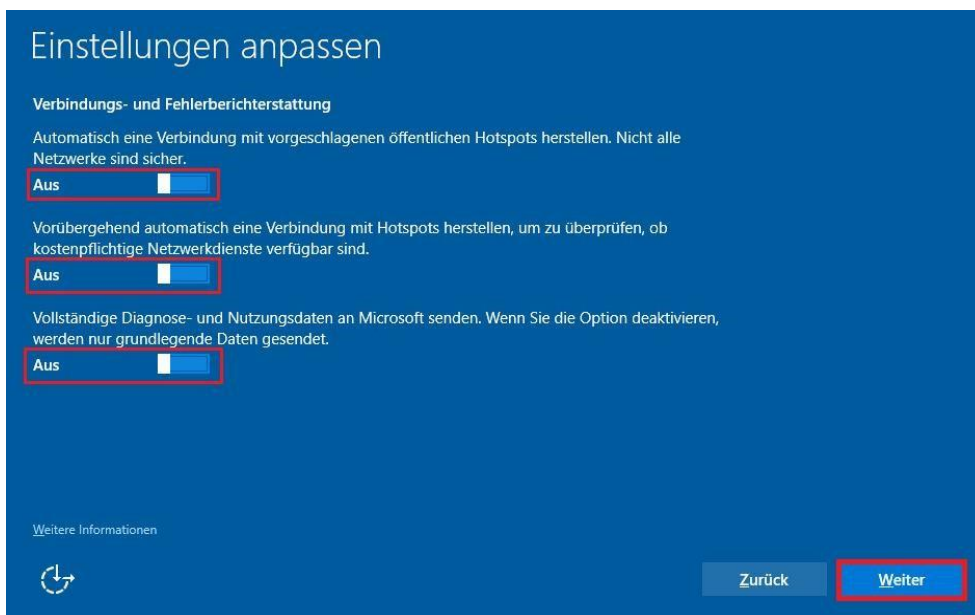 Einstellungen anpassen
Verbindungs- und Fehlerberichterstattung
Automatisch eine Verbindung mit vorgeschlagenen öffentlichen Hotspots herstellen. Nicht alle
Netzwerke sind sicher.
Aus
Vorübergehend automatisch eine Verbindung mit Hotspots herstellen, um zu überprüfen, ob
kostenpflichtige Netzwerkdienste verfügbar sind.
Aus
Vollständige Diagnose- und Nutzungsdaten an Microsoft senden. Wenn Sie die Option deaktivieren,
werden nur grundlegende Daten gesendet.
Aus
Weitere Informationen
Zurück
Weiter